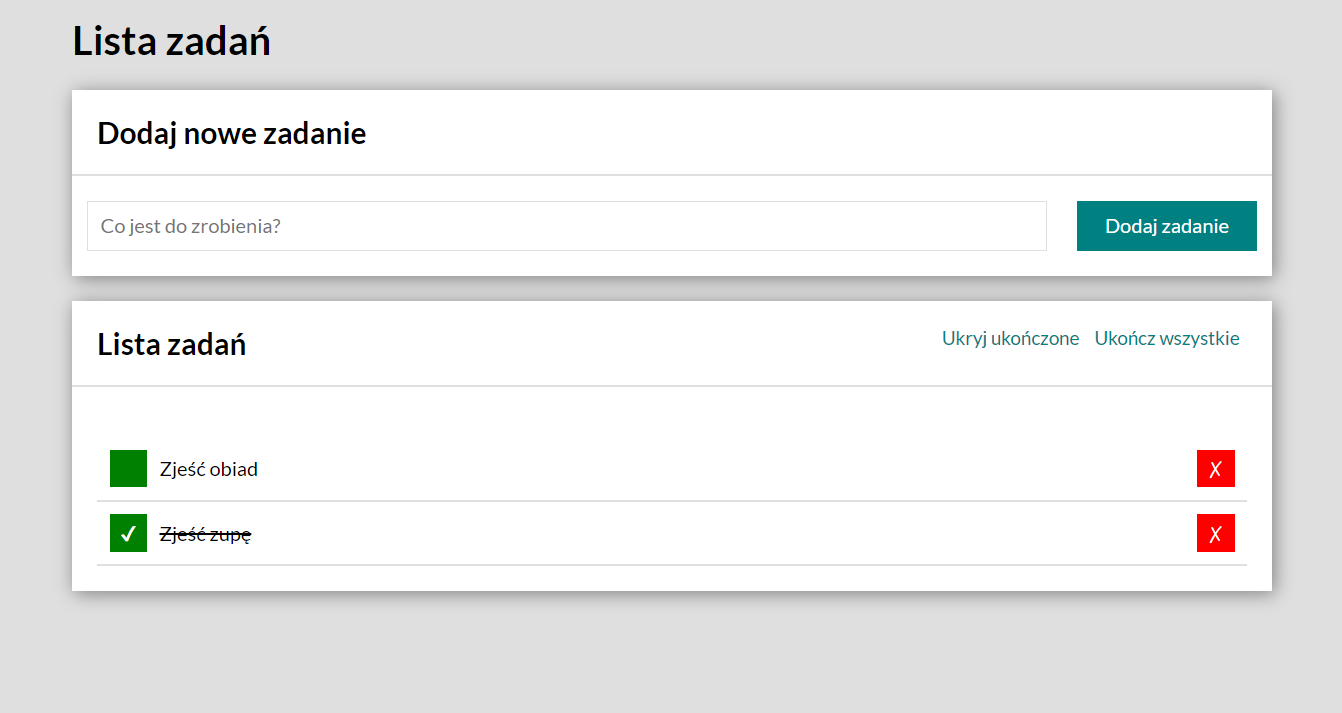 Lista zadań
Dodaj nowe zadanie
Co jest do zrobienia?
Dodaj zadanie
Lista zadań
Ukryj ukończone
Ukończ wszystkie
Zjeść obiad
✗
✓
Zjeść zupę
✗